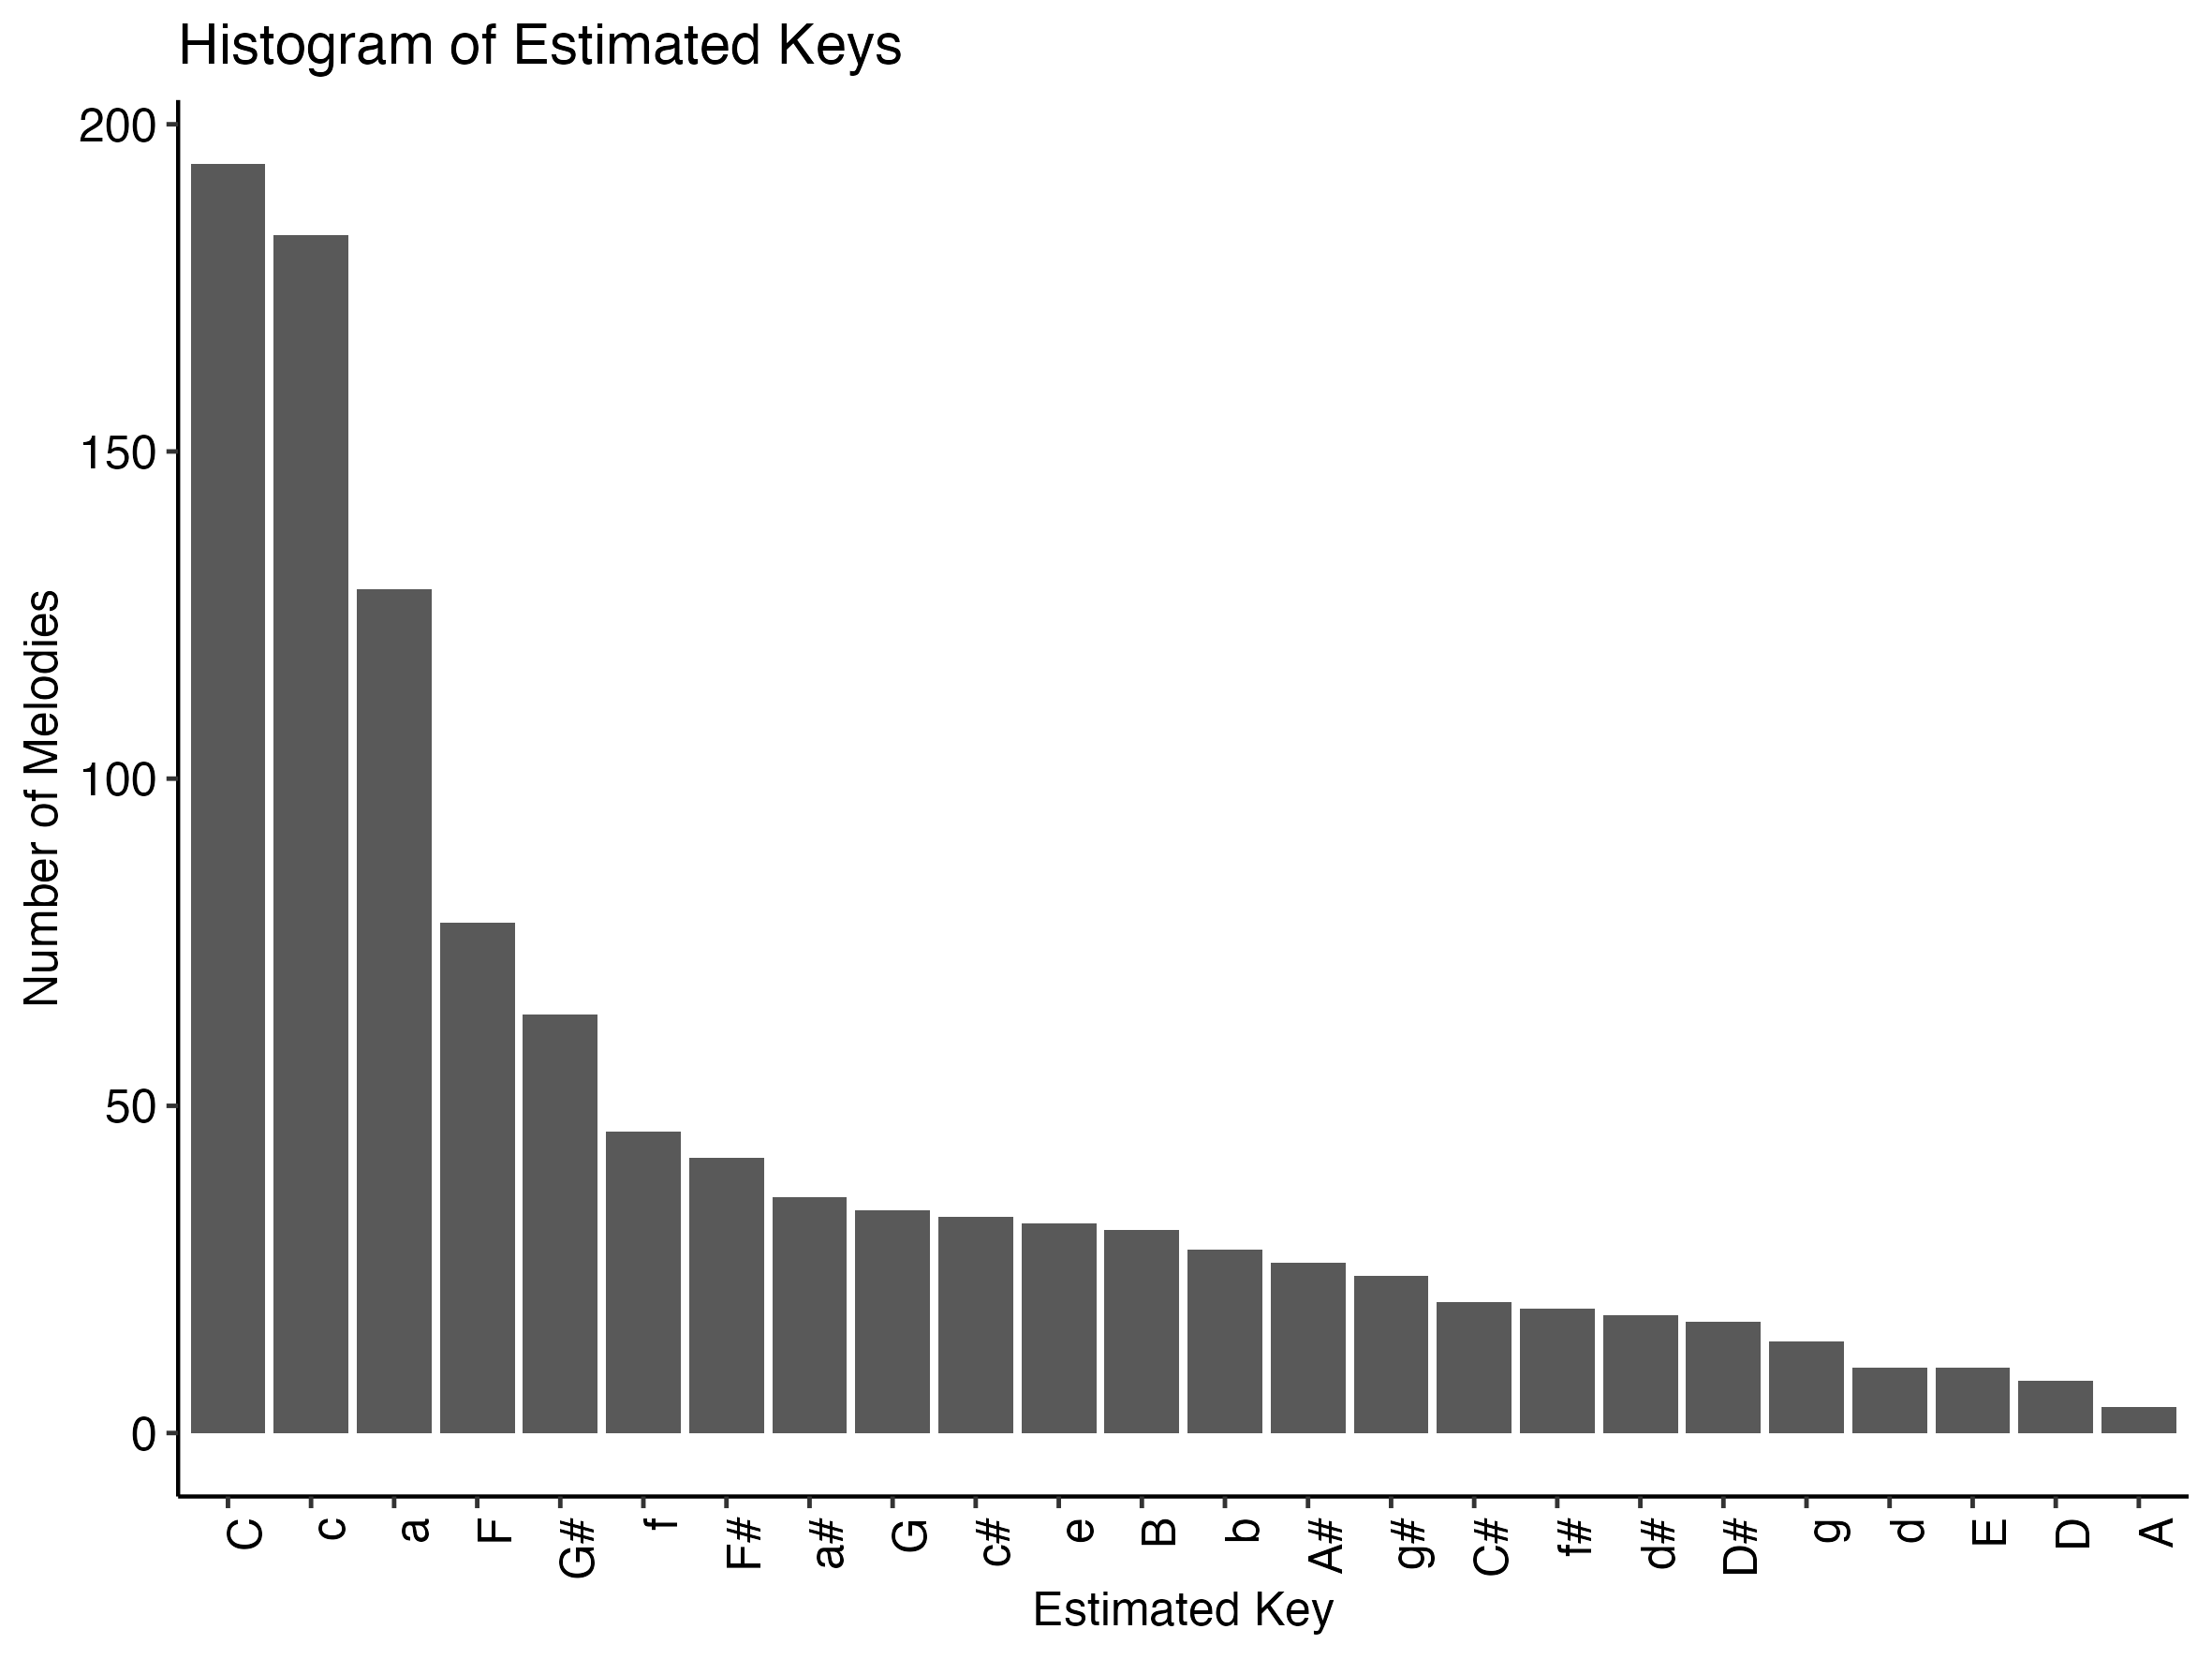 Histogram of Estimated Keys
200
150
100
50
0
Number of Melodies
C c a F G# f F# a# G c# e B b A# g# C# f# d# D# g d E D A
Estimated Key